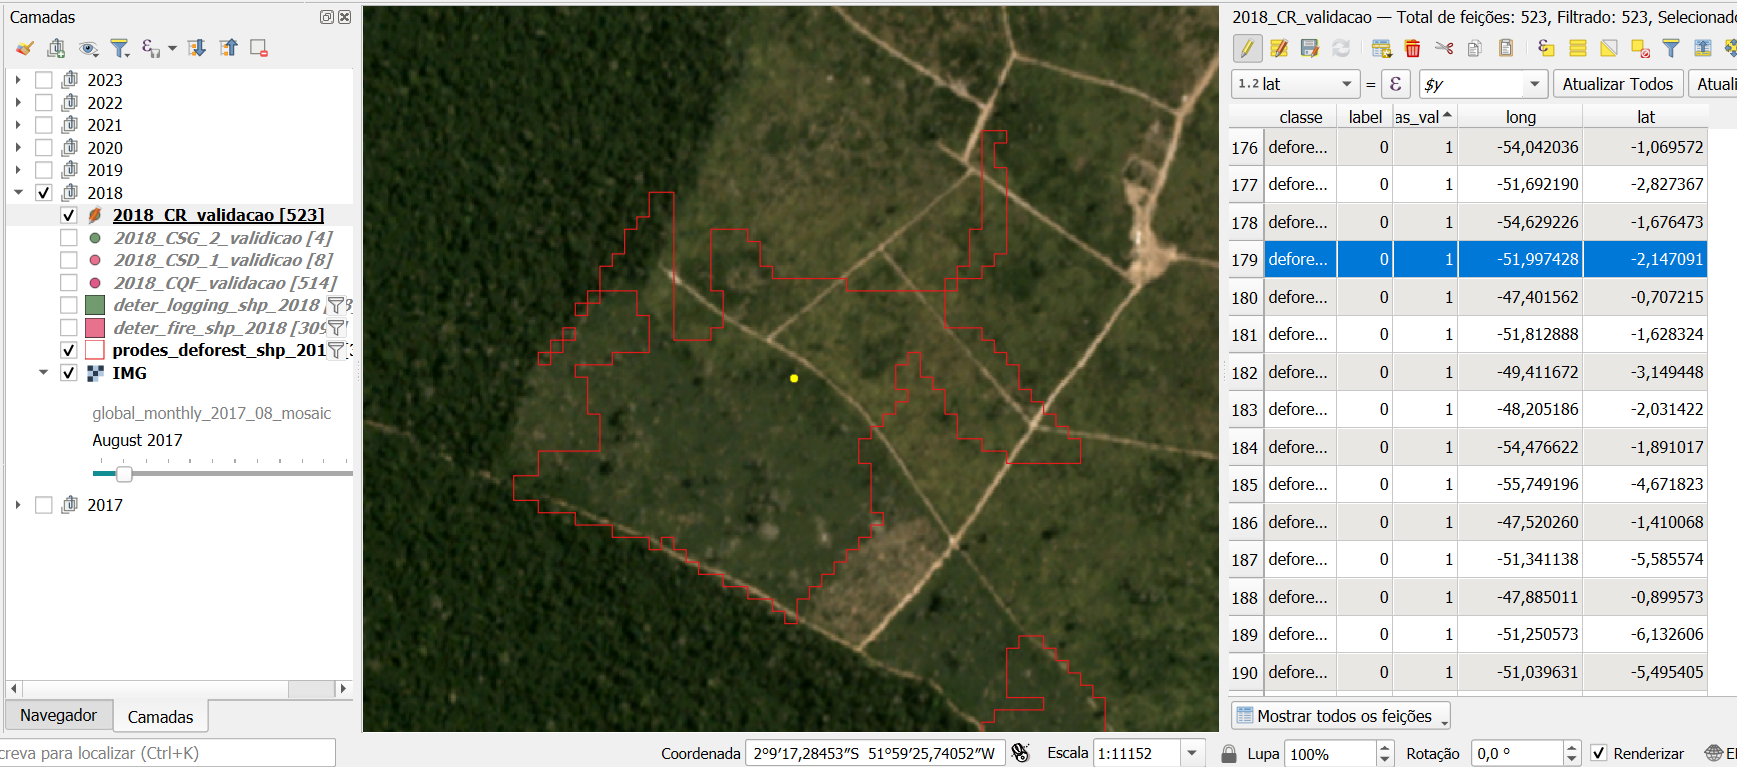 Camadas
2023
2022
2021
2020
2019
2018
2018_CR_validacao [523]
2018_CSG_2_validicao [4]
2018_CSD_1_validicao [8]
2018_CQF_validacao [514]
deter_logging_shp_2018
deter_fire_shp_2018 [309
prodes_deforest_shp_201
IMG
global_monthly_2017_08_mosaic
August 2017
2017
Navegador
Camadas
creva para localizar (Ctrl+K)
2018_CR_validacao — Total de feições: 523, Filtrado: 523, Selecionado
1.2 lat = ε $y Atualizar Todos Atuali
classe label as_val long lat
176 defore... 0 1 -54,042036 -1,069572
177 defore... 0 1 -51,692190 -2,827367
178 defore... 0 1 -54,629226 -1,676473
179 defore... 0 1 -51,997428 -2,147091
180 defore... 0 1 -47,401562 -0,707215
181 defore... 0 1 -51,812888 -1,628324
182 defore... 0 1 -49,411672 -3,149448
183 defore... 0 1 -48,205186 -2,031422
184 defore... 0 1 -54,476622 -1,891017
185 defore... 0 1 -55,749196 -4,671823
186 defore... 0 1 -47,520260 -1,410068
187 defore... 0 1 -51,341138 -5,585574
188 defore... 0 1 -47,885011 -0,899573
189 defore... 0 1 -51,250573 -6,132606
190 defore... 0 1 -51,039631 -5,495405
Mostrar todos os feições
Coordenada 2°9′17,28453″S 51°59′25,74052″W Escala 1:11152 Lupa 100% Rotação 0,0 ° Renderizar